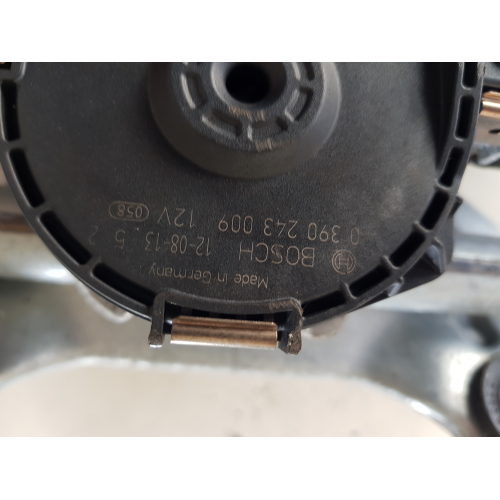 Made in Germany
BOSCH
12-08-13 5 2
0 390 243 009 12V 058